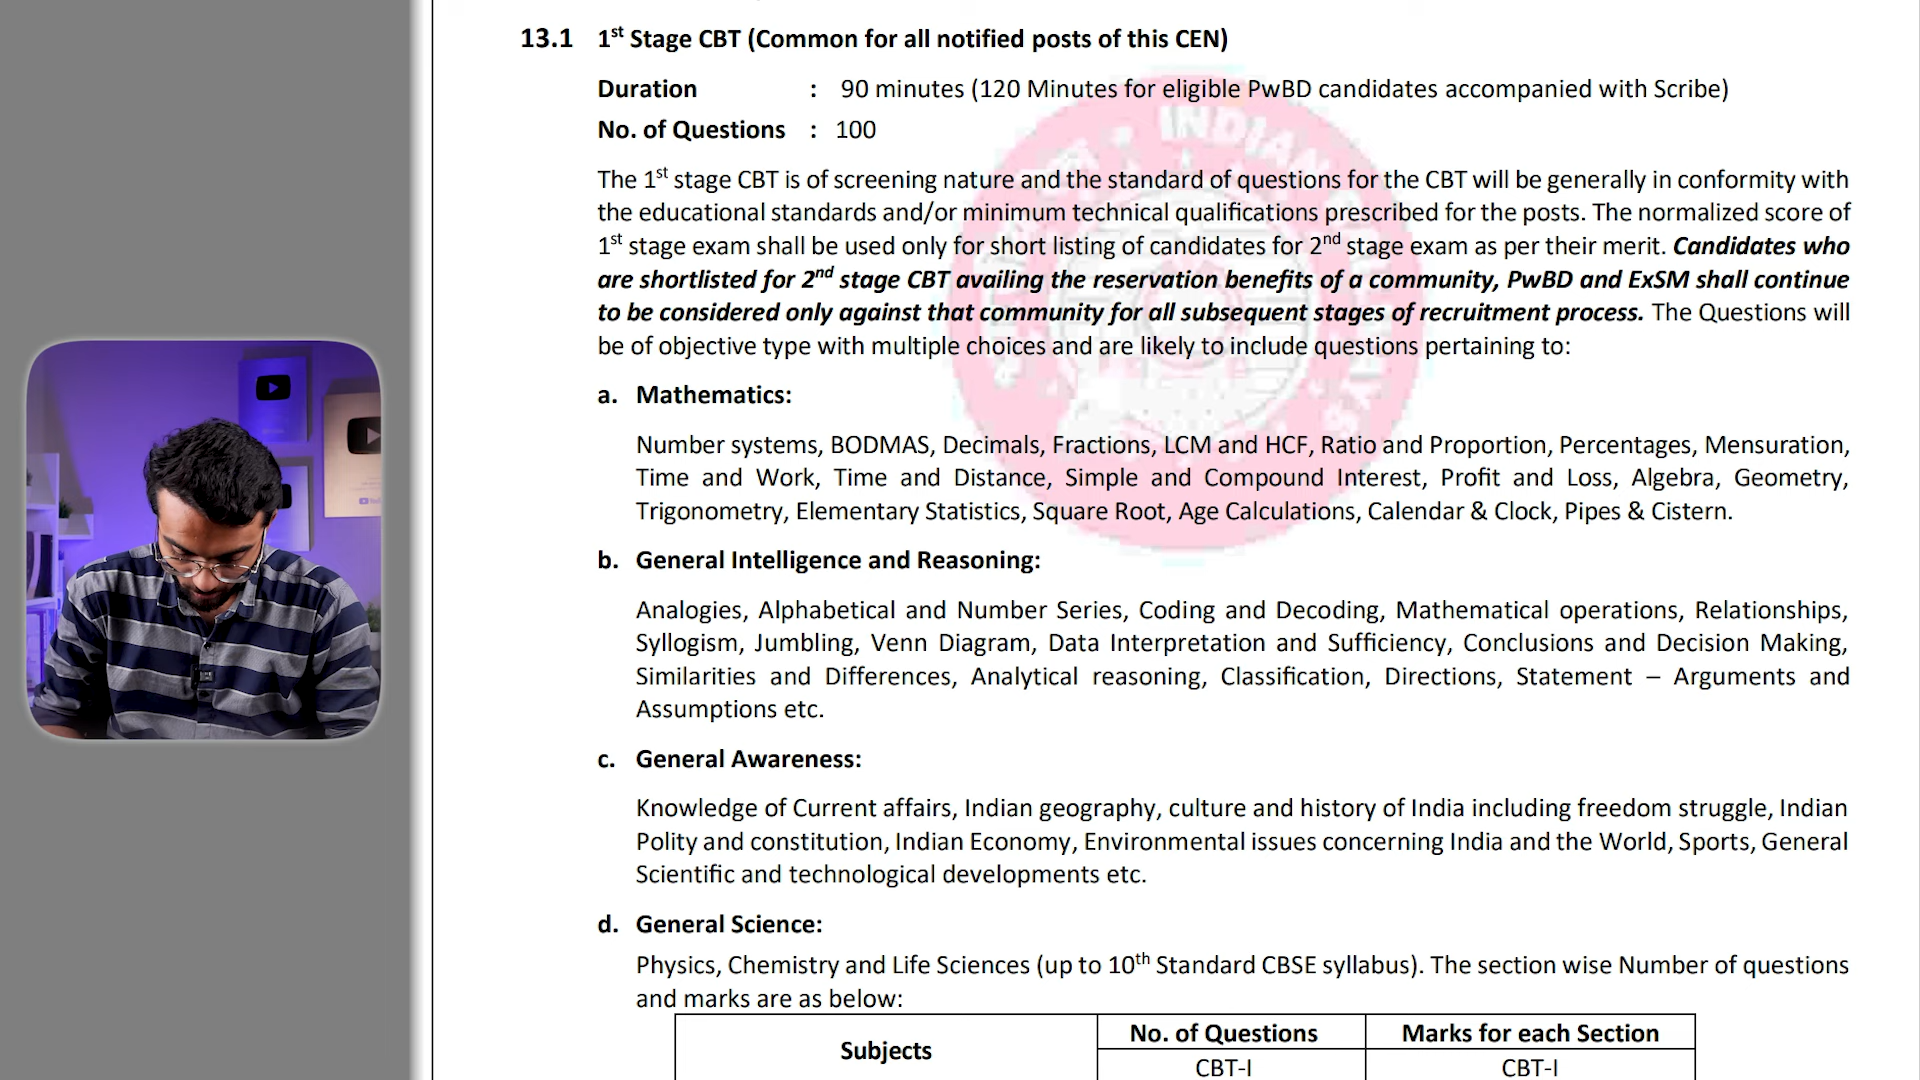 13.1 1st Stage CBT (Common for all notified posts of this CEN)
Duration : 90 minutes (120 Minutes for eligible PwBD candidates accompanied with Scribe)
No. of Questions : 100
The 1st stage CBT is of screening nature and the standard of questions for the CBT will be generally in conformity with
the educational standards and/or minimum technical qualifications prescribed for the posts. The normalized score of
1st stage exam shall be used only for short listing of candidates for 2nd stage exam as per their merit. Candidates who
are shortlisted for 2nd stage CBT availing the reservation benefits of a community, PwBD and ExSM shall continue
to be considered only against that community for all subsequent stages of recruitment process. The Questions will
be of objective type with multiple choices and are likely to include questions pertaining to:
a. Mathematics:
Number systems, BODMAS, Decimals, Fractions, LCM and HCF, Ratio and Proportion, Percentages, Mensuration,
Time and Work, Time and Distance, Simple and Compound Interest, Profit and Loss, Algebra, Geometry,
Trigonometry, Elementary Statistics, Square Root, Age Calculations, Calendar & Clock, Pipes & Cistern.
b. General Intelligence and Reasoning:
Analogies, Alphabetical and Number Series, Coding and Decoding, Mathematical operations, Relationships,
Syllogism, Jumbling, Venn Diagram, Data Interpretation and Sufficiency, Conclusions and Decision Making,
Similarities and Differences, Analytical reasoning, Classification, Directions, Statement – Arguments and
Assumptions etc.
c. General Awareness:
Knowledge of Current affairs, Indian geography, culture and history of India including freedom struggle, Indian
Polity and constitution, Indian Economy, Environmental issues concerning India and the World, Sports, General
Scientific and technological developments etc.
d. General Science:
Physics, Chemistry and Life Sciences (up to 10th Standard CBSE syllabus). The section wise Number of questions
and marks are as below:
Subjects
No. of Questions
Marks for each Section
CBT-I
CBT-I
INDIAN